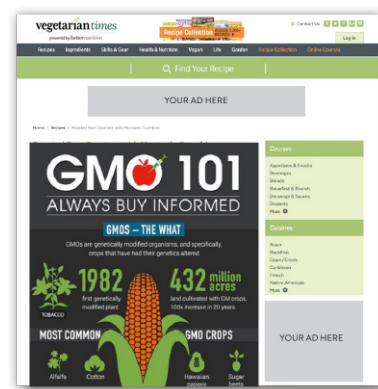 vegetariantimes
powered by betternutrition
Recipe Collection
Contact Us
Log In
Recipes Ingredients Skills & Gear Health & Nutrition Vegan Life Garden Recipe Collection Online Courses
Find Your Recipe
YOUR AD HERE
Home Recipes
GMO 101
ALWAYS BUY INFORMED
GMOS – THE WHAT
GMOs are genetically modified organisms, and specifically,
crops that have had their genetics altered
1982
first genetically
modified plant
TOBACCO
432 million
acres
land cultivated with GM crops,
100x increase in 20 years
MOST COMMON GMO CROPS
Alfalfa
Cotton
Hawaiian
papaya
Sugar
beets
Courses
Appetizers & Snacks
Beverages
Breads
Breakfast & Brunch
Dressings & Sauces
Desserts
More
Cuisines
Asian
Caribbean
French
Native American
More
YOUR AD HERE